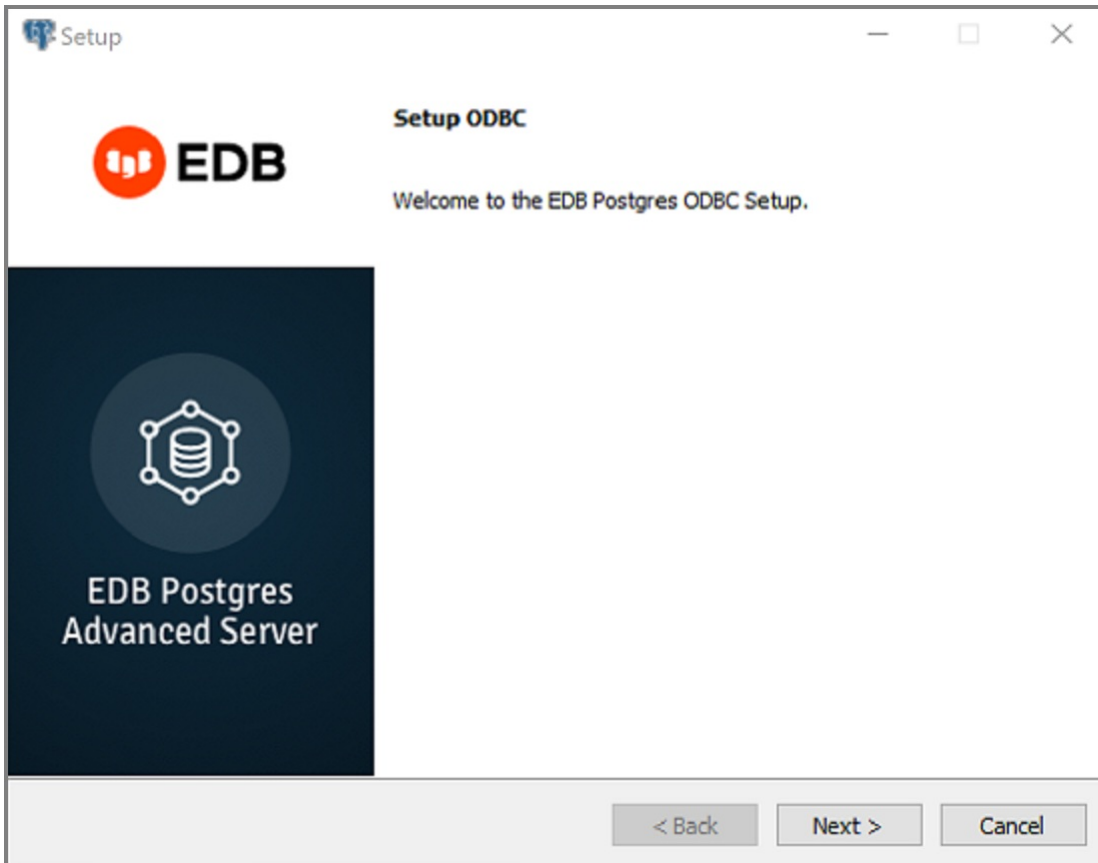 Setup
EDB
Setup ODBC
Welcome to the EDB Postgres ODBC Setup.
EDB Postgres
Advanced Server
< Back
Next >
Cancel